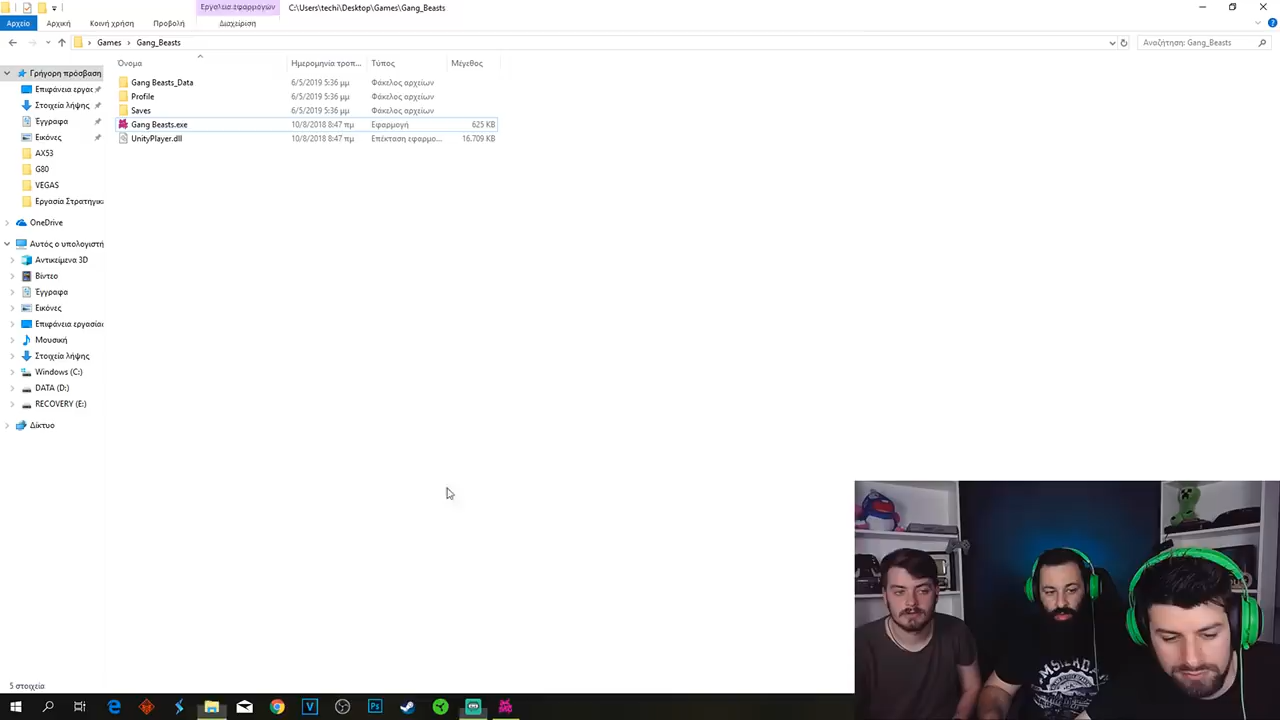 Εργαλεία εφαρμογών
C:\Users\techi\Desktop\Games\Gang_Beasts
Αρχείο
Αρχική
Κοινή χρήση
Προβολή
Διαχείριση
Games
Gang_Beasts
Αναζήτηση: Gang_Beasts
Όνομα
Ημερομηνία τροπ...
Τύπος
Μέγεθος
Gang Beasts_Data
6/5/2019 5:36 μμ
Φάκελος αρχείων
Profile
6/5/2019 5:36 μμ
Φάκελος αρχείων
Saves
6/5/2019 5:36 μμ
Φάκελος αρχείων
Gang Beasts.exe
10/8/2018 8:47 πμ
Εφαρμογή
625 KB
UnityPlayer.dll
10/8/2018 8:47 πμ
Επέκταση εφαρμο...
16.709 KB
Γρήγορη πρόσβαση
Επιφάνεια εργας
Στοιχεία λήψης
Έγγραφα
Εικόνες
AX53
G80
VEGAS
Εργασία Στρατηγικ
OneDrive
Αυτός ο υπολογιστή
Αντικείμενα 3D
Βίντεο
Έγγραφα
Εικόνες
Επιφάνεια εργασίας
Μουσική
Στοιχεία λήψης
Windows (C:)
DATA (D:)
RECOVERY (E:)
Δίκτυο
5 στοιχεία